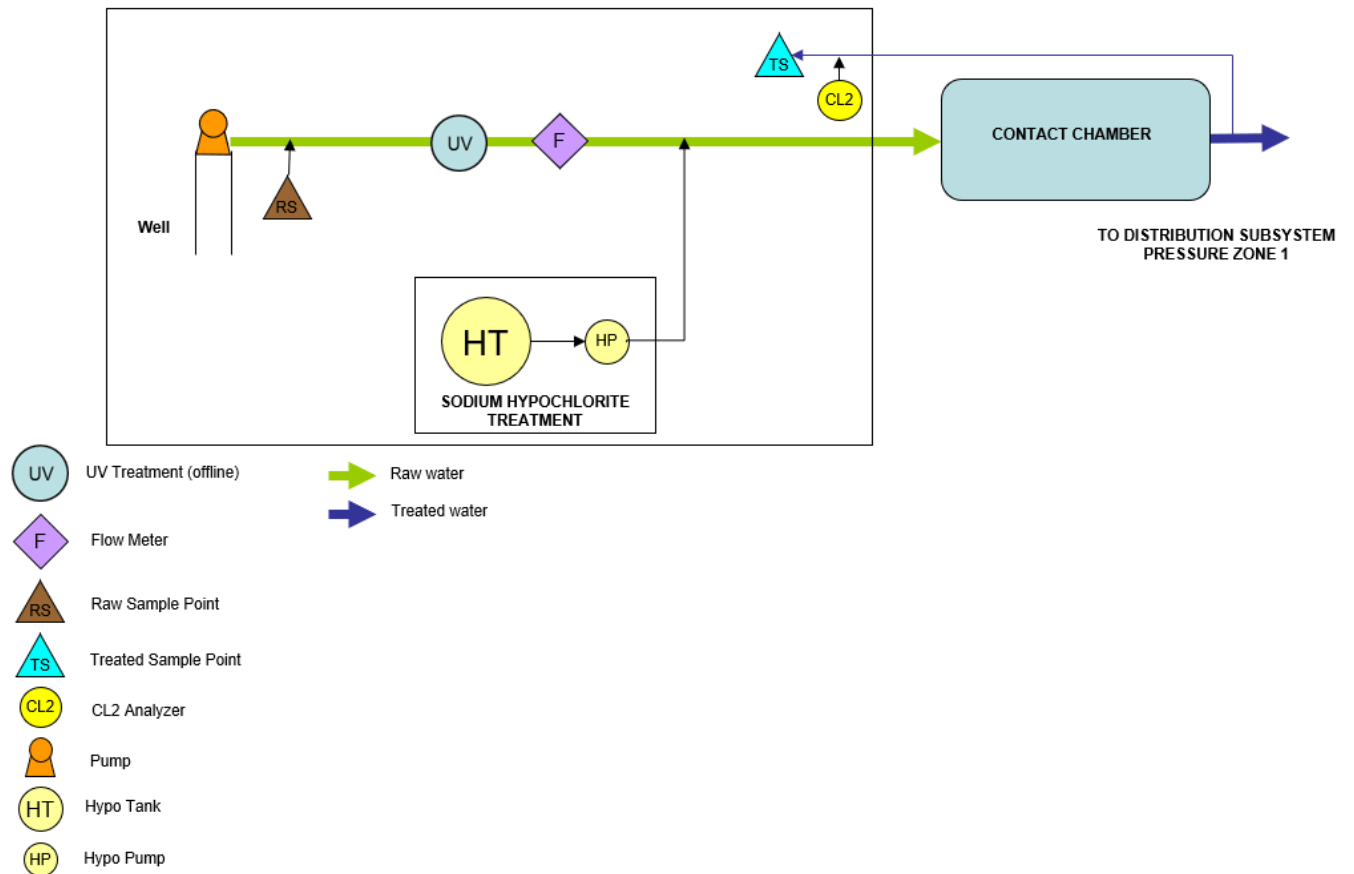 TS
CL2
UV
F
CONTACT CHAMBER
RS
Well
TO DISTRIBUTION SUBSYSTEM
PRESSURE ZONE 1
HT
HP
SODIUM HYPOCHLORITE
TREATMENT
UV
UV Treatment (offline)
Raw water
Treated water
F
Flow Meter
RS
Raw Sample Point
TS
Treated Sample Point
CL2
CL2 Analyzer
Pump
HT
Hypo Tank
HP
Hypo Pump